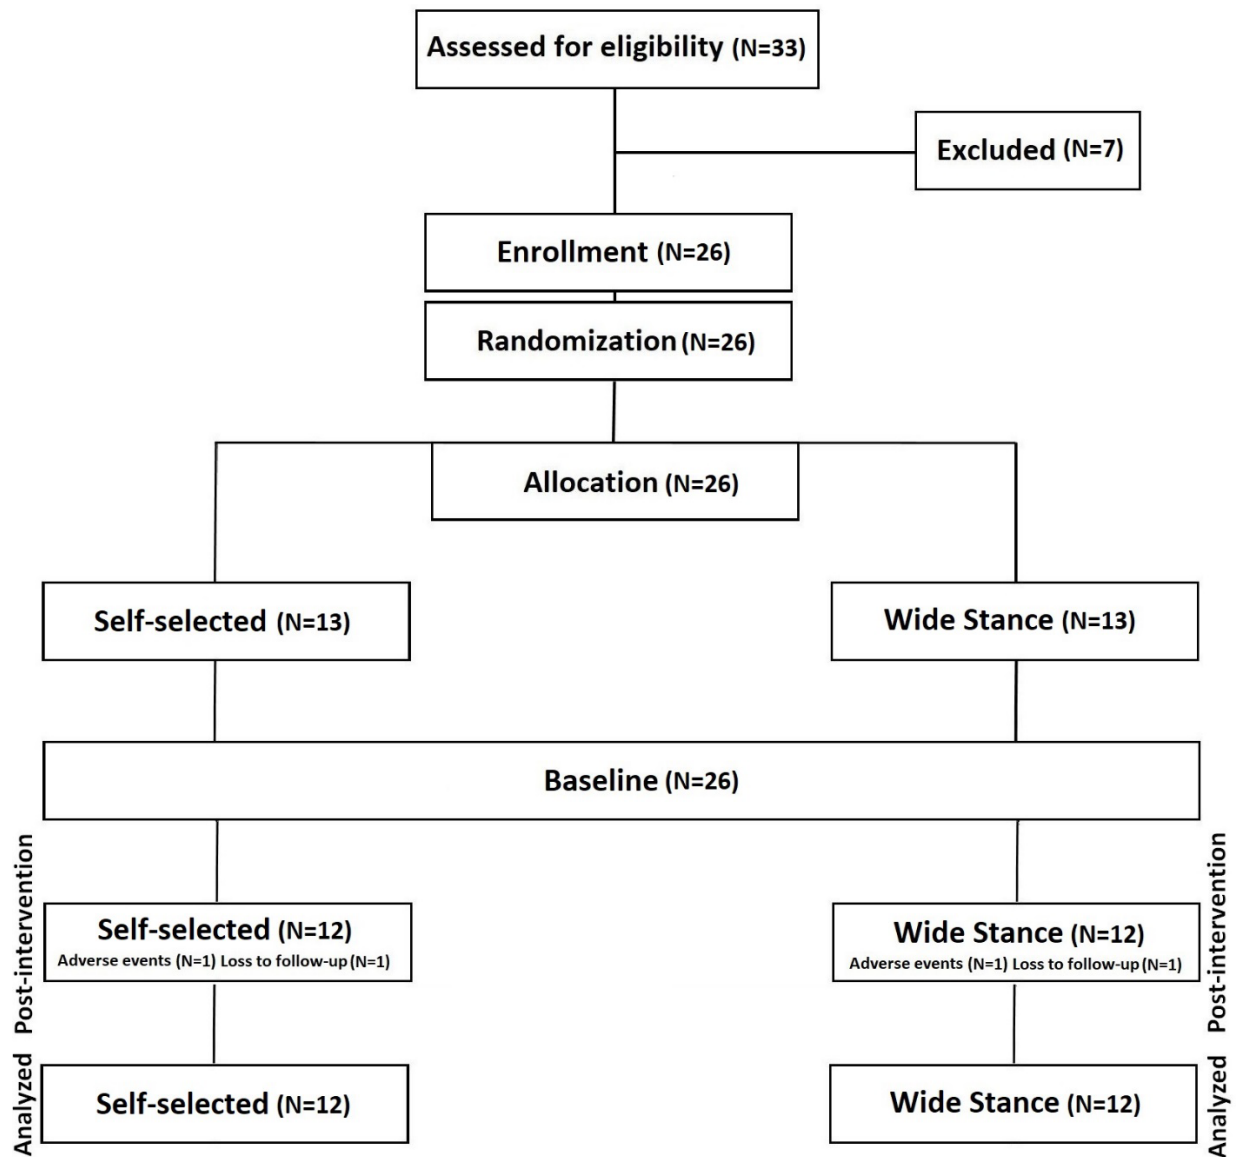 Assessed for eligibility (N=33)
Excluded (N=7)
Enrollment (N=26)
Randomization (N=26)
Allocation (N=26)
Self-selected (N=13)
Wide Stance (N=13)
Baseline (N=26)
Post-intervention
Self-selected (N=12)
Adverse events (N=1) Loss to follow-up (N=1)
Wide Stance (N=12)
Adverse events (N=1) Loss to follow-up (N=1)
Post-intervention
Analyzed
Self-selected (N=12)
Wide Stance (N=12)
Analyzed